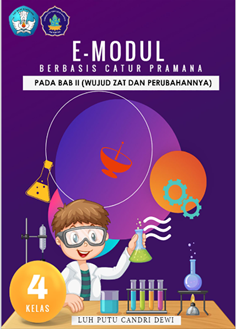 E-MODUL
BERBASIS CATUR PRAMANA
PADA BAB II (WUJUD ZAT DAN PERUBAHANNYA)
4
KELAS
LUH PUTU CANDRI DEWI